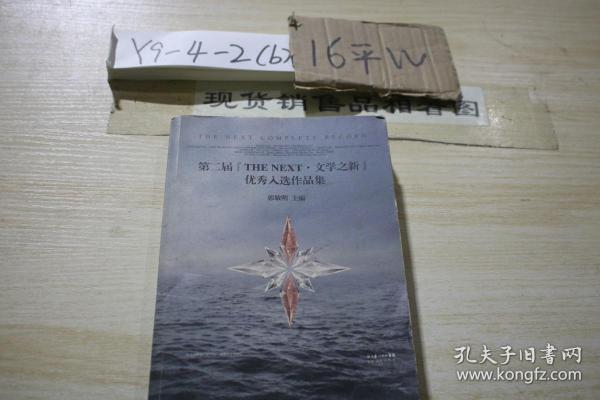 Y9-4-2(b)
16平W
现货销售品相看图
THE NEXT COMPLETE RECORD
第二届「THE NEXT·文学之新」
优秀入选作品集
郭敬明 主编
孔夫子旧书网
www.kongfz.com